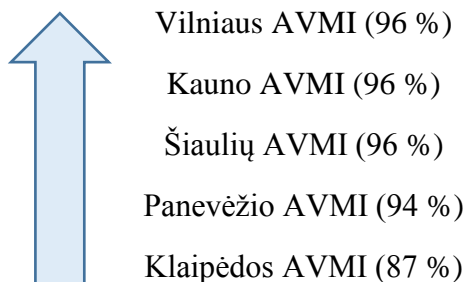 Vilniaus AVMI (96 %)
Kauno AVMI (96 %)
Šiaulių AVMI (96 %)
Panevėžio AVMI (94 %)
Klaipėdos AVMI (87 %)